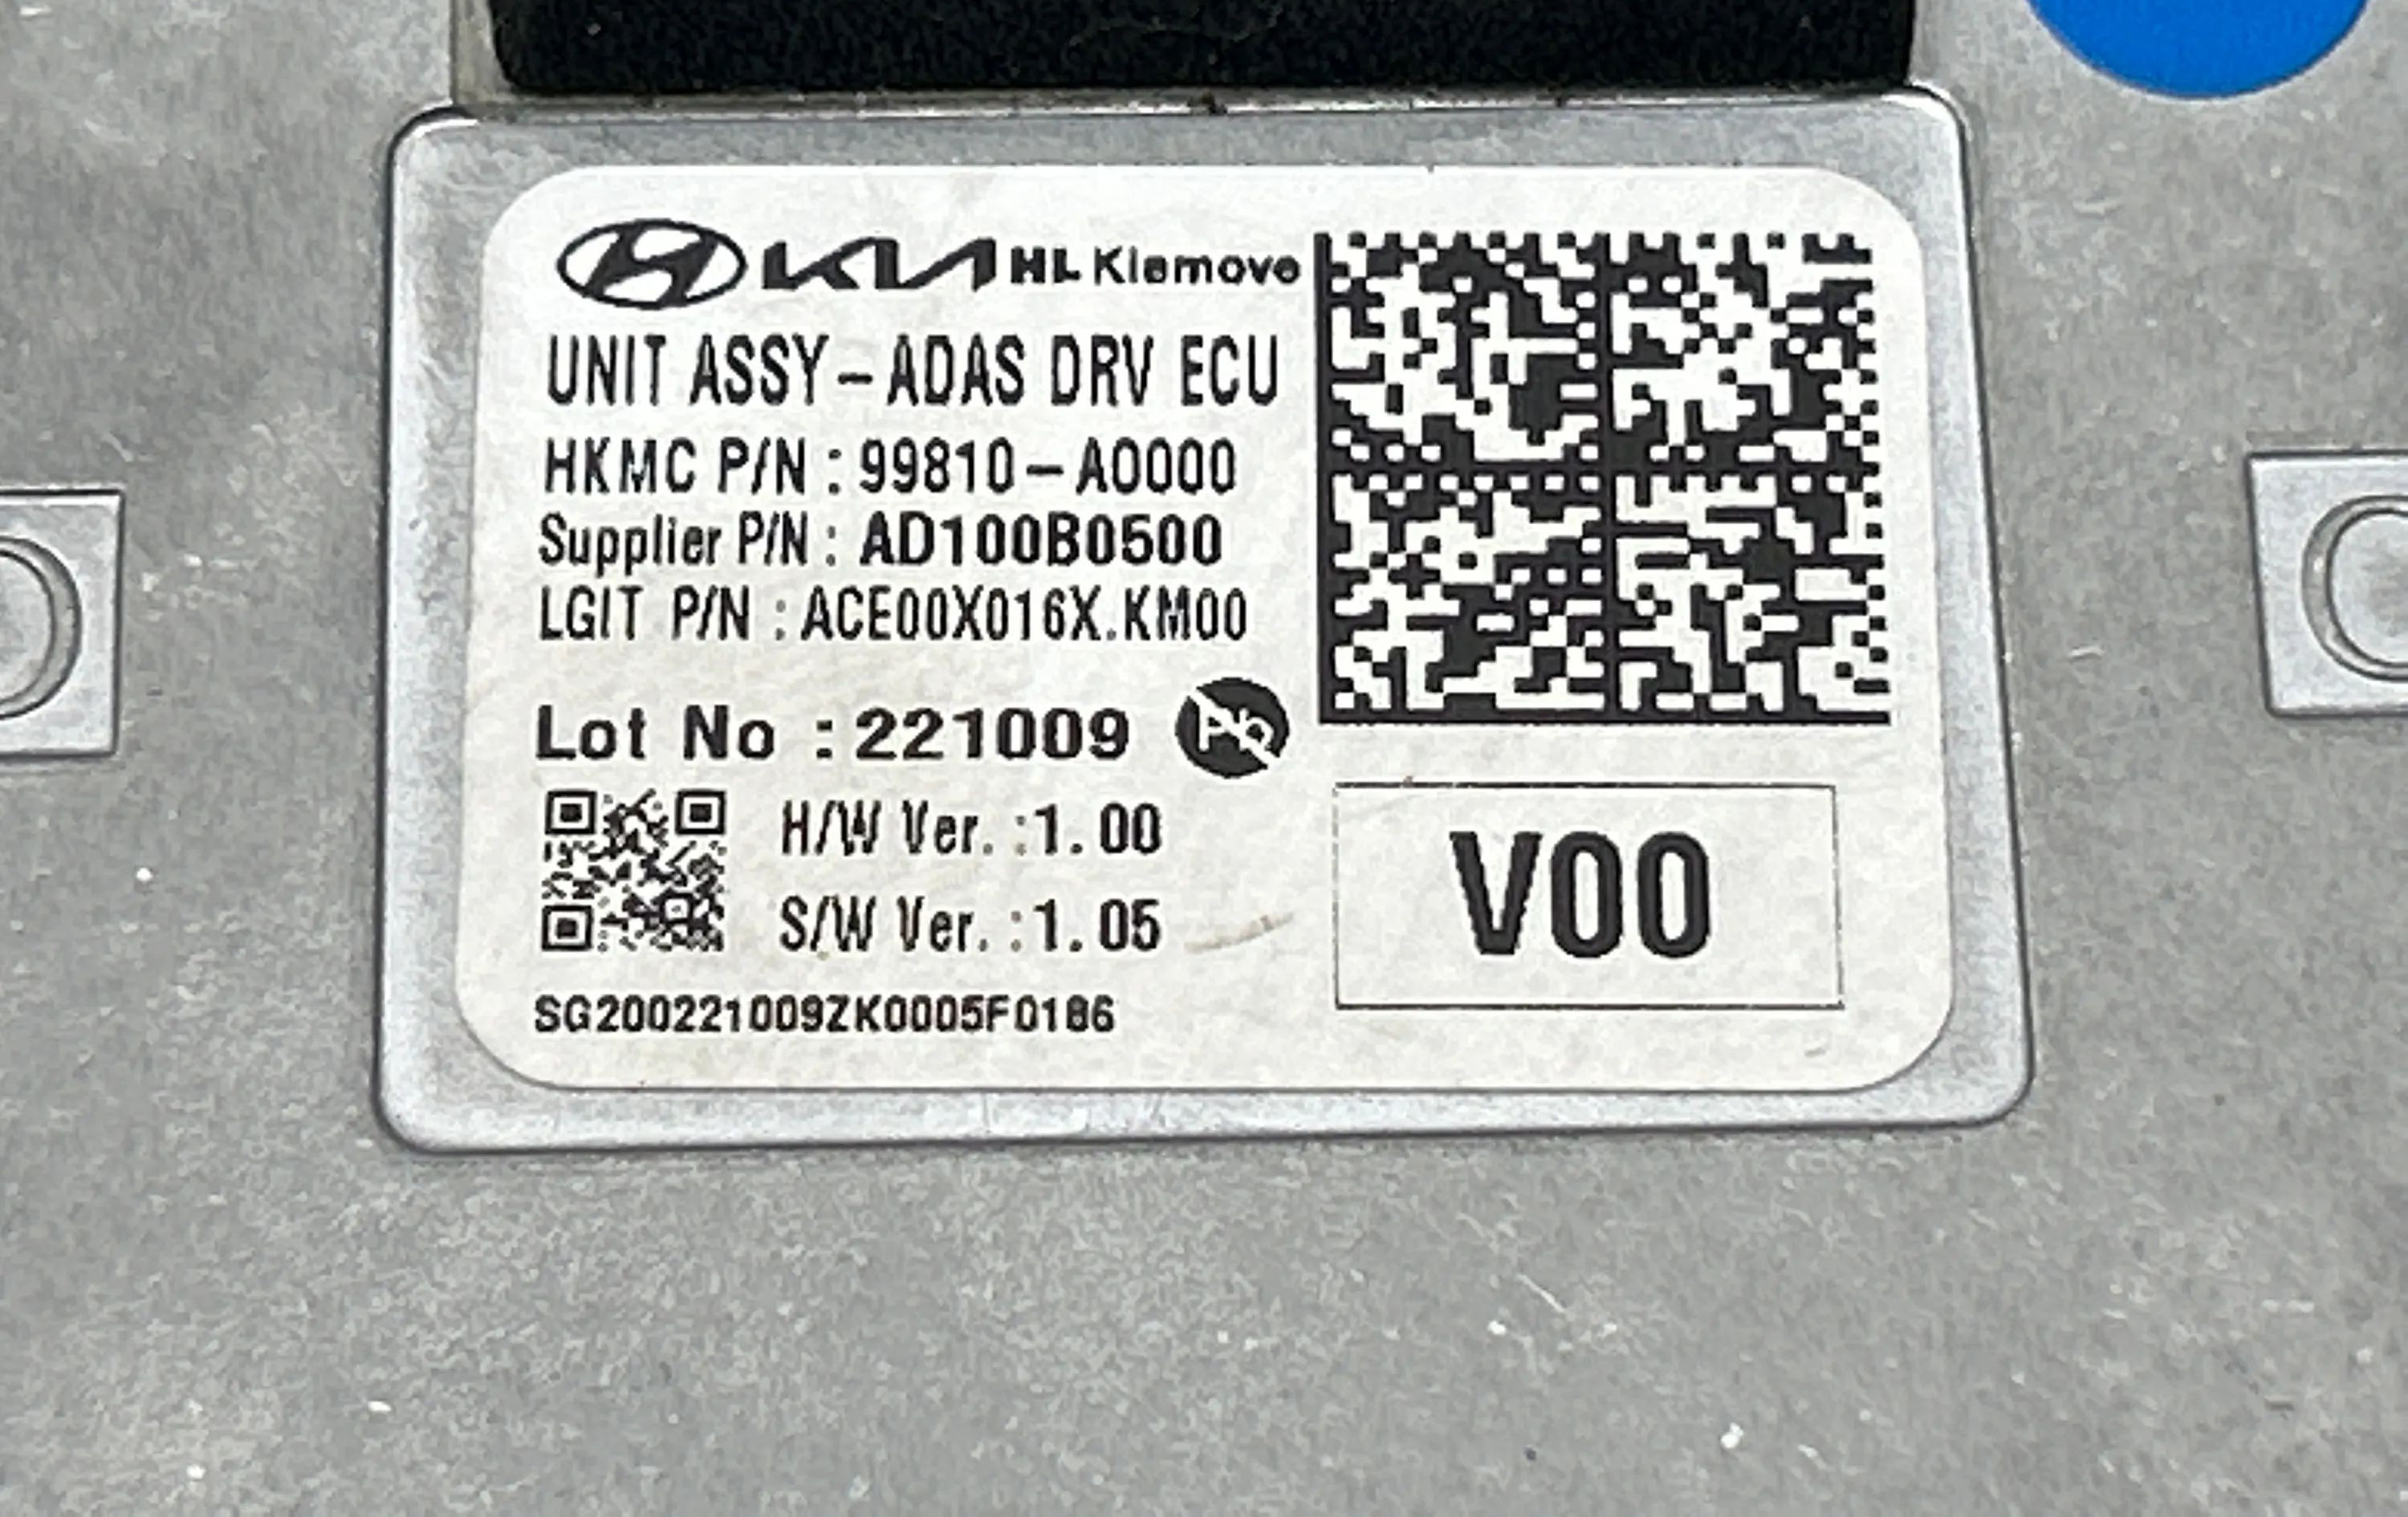 KIA HL Klemove
UNIT ASSY-ADAS DRV ECU
HKMC P/N : 99810-A0000
Supplier P/N : AD100B0500
LGIT P/N : ACE00X016X.KM00
Lot No : 221009 Pb
H/W Ver. :1.00
S/W Ver. :1.05
V00
SG200221009ZK0005F0186